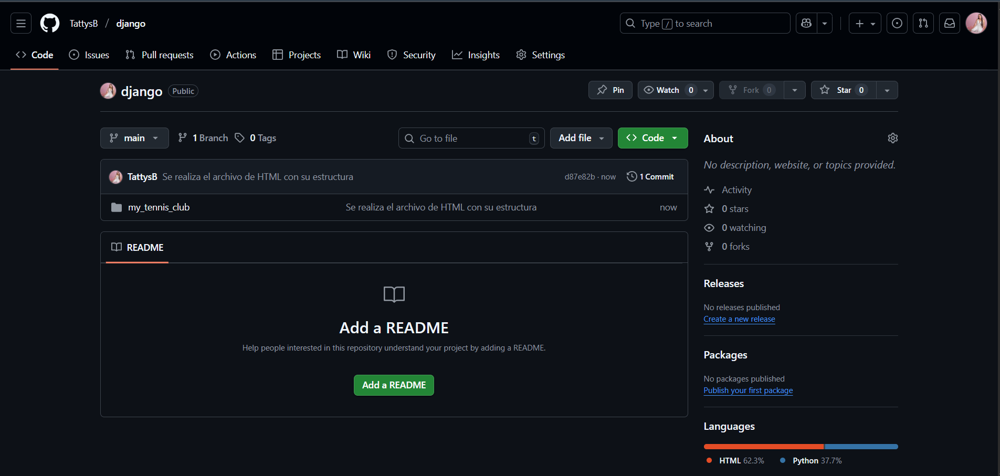 TattysB / django
Type / to search
Code Issues Pull requests Actions Projects Wiki Security Insights Settings
django Public
Pin Watch 0 Fork 0 Star 0
main 1 Branch 0 Tags
Go to file t Add file Code
TattysB Se realiza el archivo de HTML con su estructura d87e82b · now 1 Commit
my_tennis_club Se realiza el archivo de HTML con su estructura now
README
Add a README
Help people interested in this repository understand your project by adding a README.
Add a README
About
No description, website, or topics provided.
Activity
0 stars
0 watching
0 forks
Releases
No releases published
Create a new release
Packages
No packages published
Publish your first package
Languages
HTML 62.3% Python 37.7%